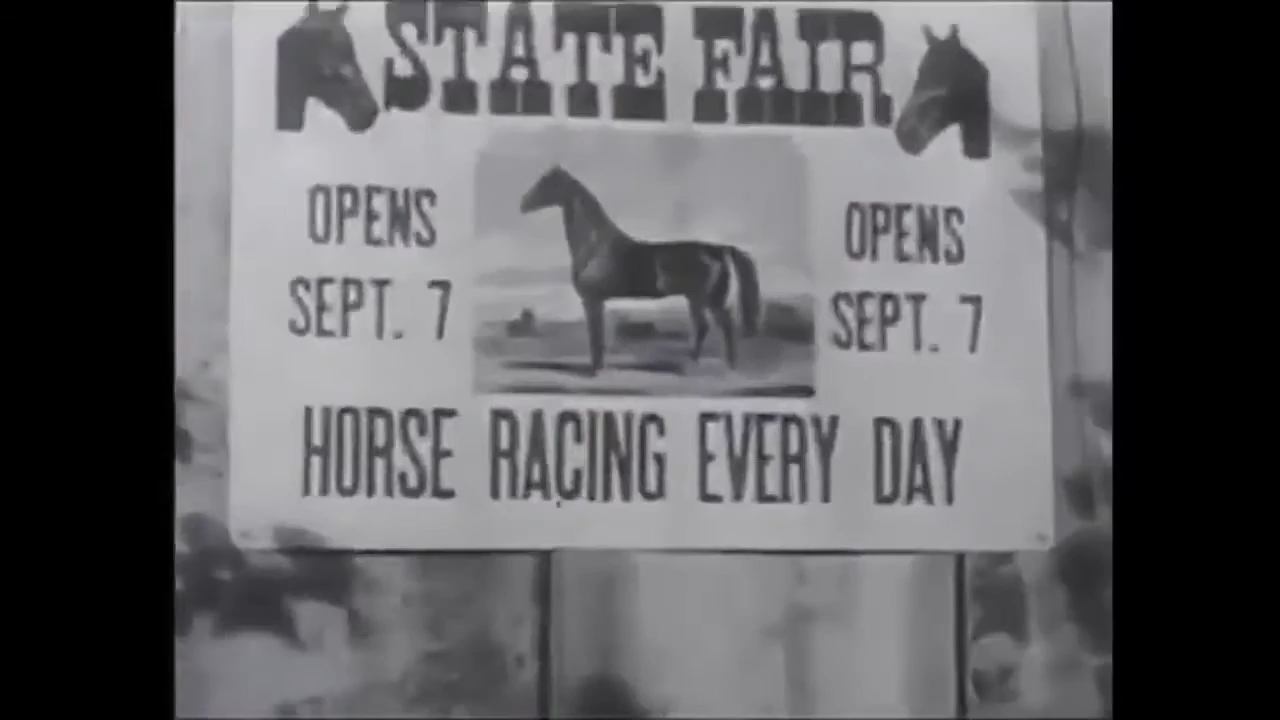 STATE FAIR
OPENS
SEPT. 7
OPENS
SEPT. 7
HORSE RACING EVERY DAY